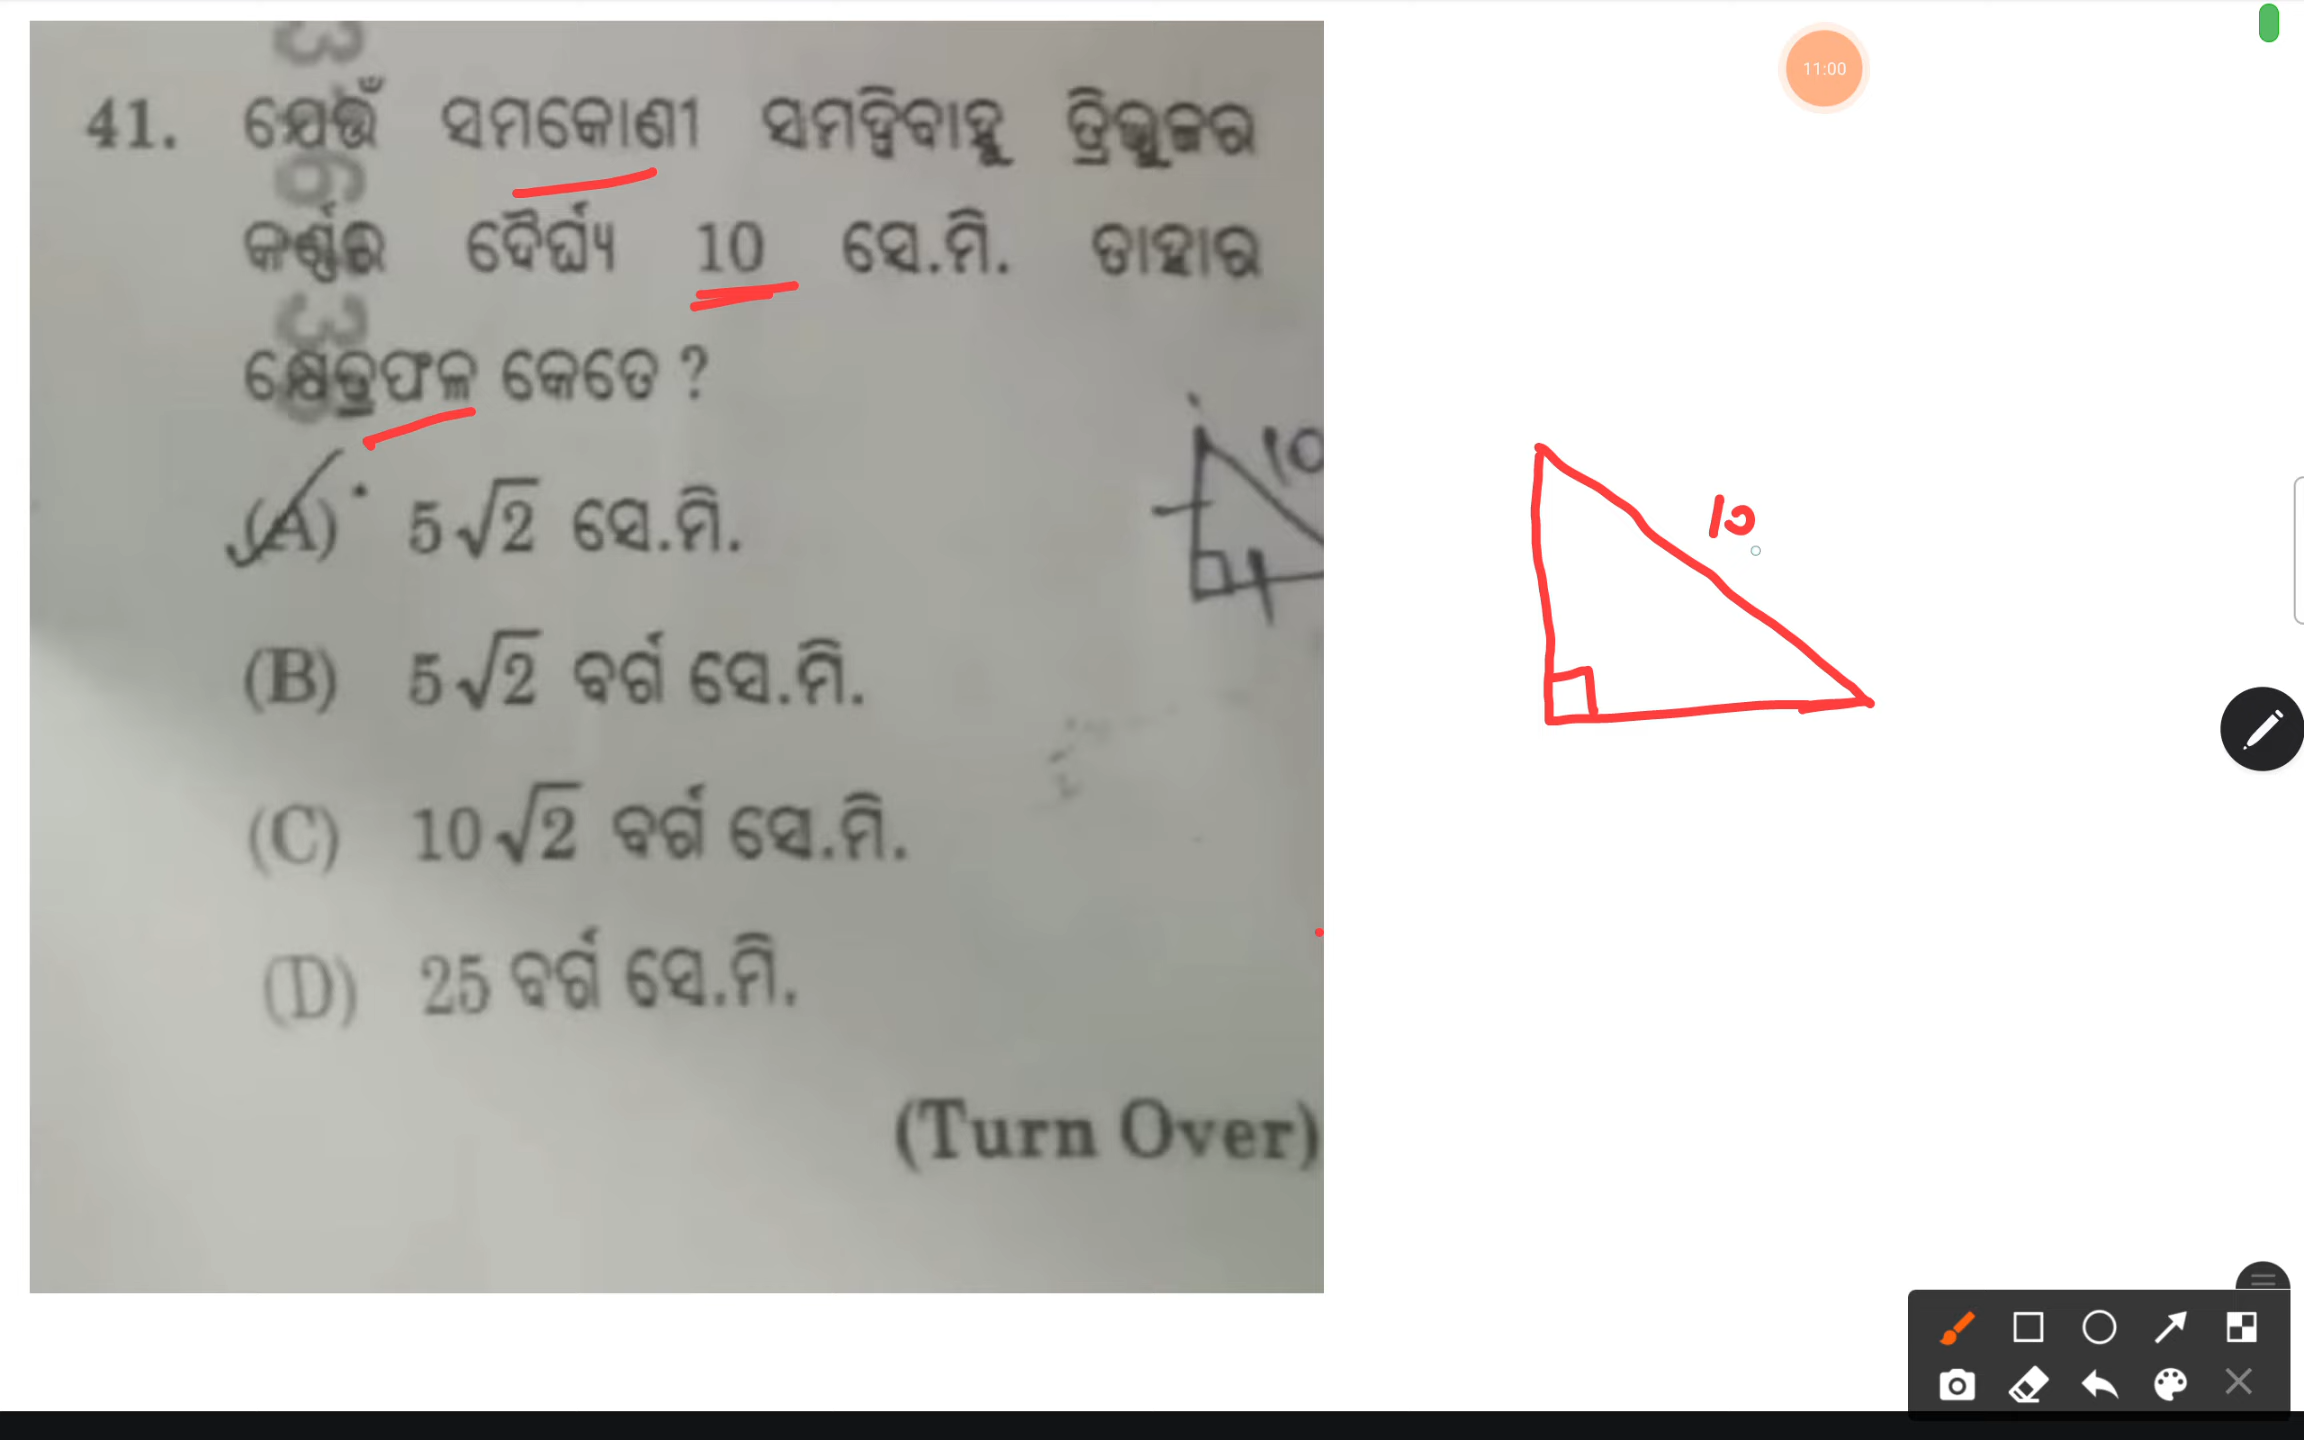 11:00
41. ଯେଉଁ ସମକୋଣୀ ସମଦ୍ବିବାହୁ ତ୍ରିଭୁଜର
କର୍ଣ୍ଣର ଦୈର୍ଘ୍ୟ 10 ସେ.ମି. ତାହାର
କ୍ଷେତ୍ରଫଳ କେତେ ?
(A) 5√2 ସେ.ମି.
(B) 5√2 ବର୍ଗ ସେ.ମି.
(C) 10√2 ବର୍ଗ ସେ.ମି.
(D) 25 ବର୍ଗ ସେ.ମି.
(Turn Over)
10
10